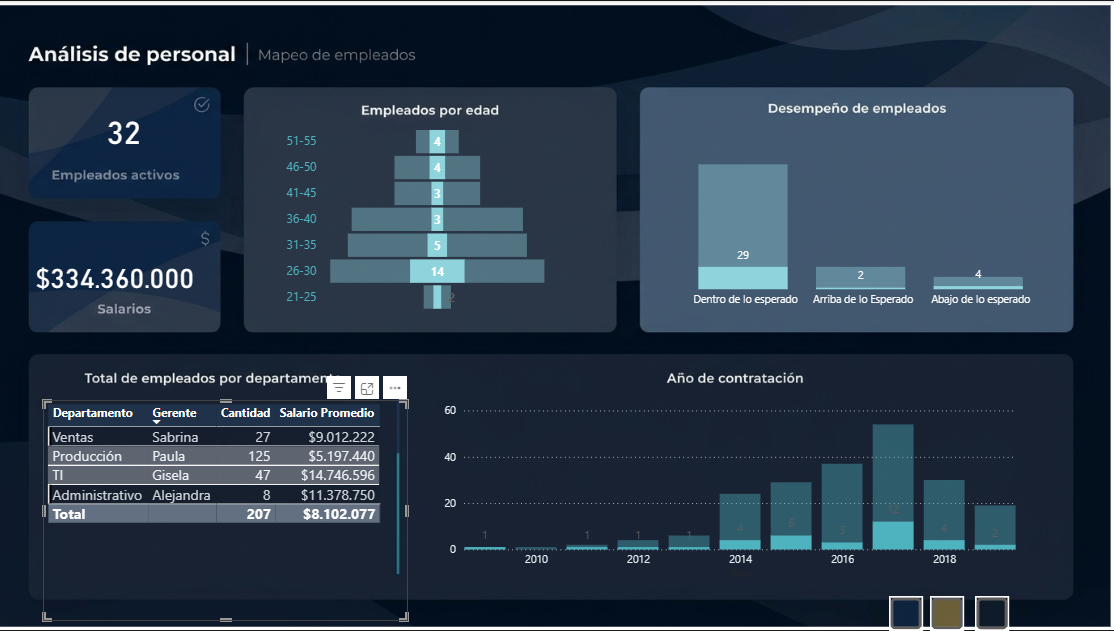 Análisis de personal | Mapeo de empleados
32
Empleados activos
$
$334.360.000
Salarios
Empleados por edad
51-55 4
46-50 4
41-45 3
36-40 3
31-35 5
26-30 14
21-25 2
Desempeño de empleados
29 2 4
Dentro de lo esperado Arriba de lo Esperado Abajo de lo esperado
Total de empleados por departament
Departamento Gerente Cantidad Salario Promedio
Ventas Sabrina 27 $9.012.222
Producción Paula 125 $5.197.440
TI Gisela 47 $14.746.596
Administrativo Alejandra 8 $11.378.750
Total 207 $8.102.077
Año de contratación
60
40
20
0
1 1 1 1 4 6 3 12 4 2
2010 2012 2014 2016 2018